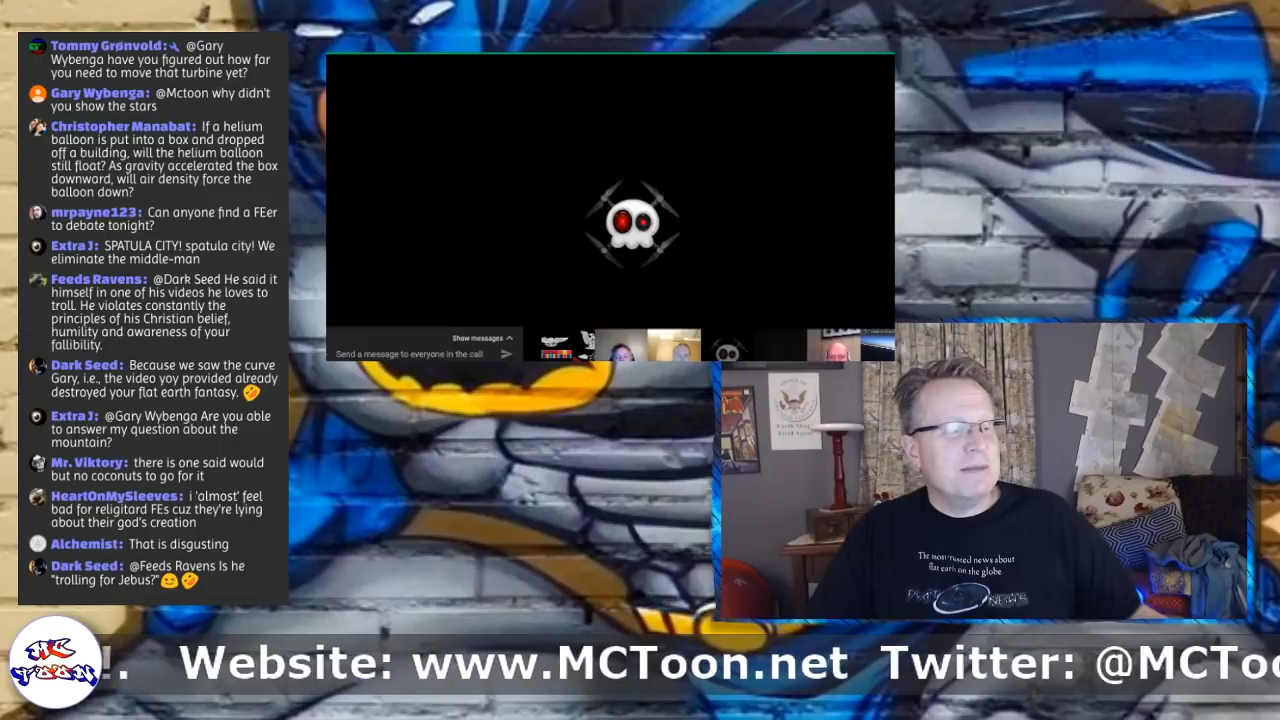 Tommy Grønvold: @Gary
Wybenga have you figured out how far
you need to move that turbine yet?
Gary Wybenga: @Mctoon why didn't
you show the stars
Christopher Manabat: If a helium
balloon is put into a box and dropped
off a building, will the helium balloon
still float? As gravity accelerated the box
downward, will air density force the
balloon down?
mrpayne123: Can anyone find a FEer
to debate tonight?
Extra J: SPATULA CITY! spatula city! We
eliminate the middle-man
Feeds Ravens: @Dark Seed He said it
himself in one of his videos he loves to
troll. He violates constantly the
principles of his Christian belief,
humility and awareness of your
fallibility.
Dark Seed: Because we saw the curve
Gary, i.e., the video yoy provided already
destroyed your flat earth fantasy.
Extra J: @Gary Wybenga Are you able
to answer my question about the
mountain?
Mr. Viktory: there is one said would
but no coconuts to go for it
HeartOnMySleeves: i 'almost' feel
bad for religitard FEs cuz they're lying
about their god's creation
Alchemist: That is disgusting
Dark Seed: @Feeds Ravens Is he
"trolling for Jebus?"
Show messages
Send a message to everyone in the call
Earth Shape
Field Agent
The most trusted news about
flat earth on the globe
MC
TOON
!. Website: www.MCToon.net Twitter: @MCToo